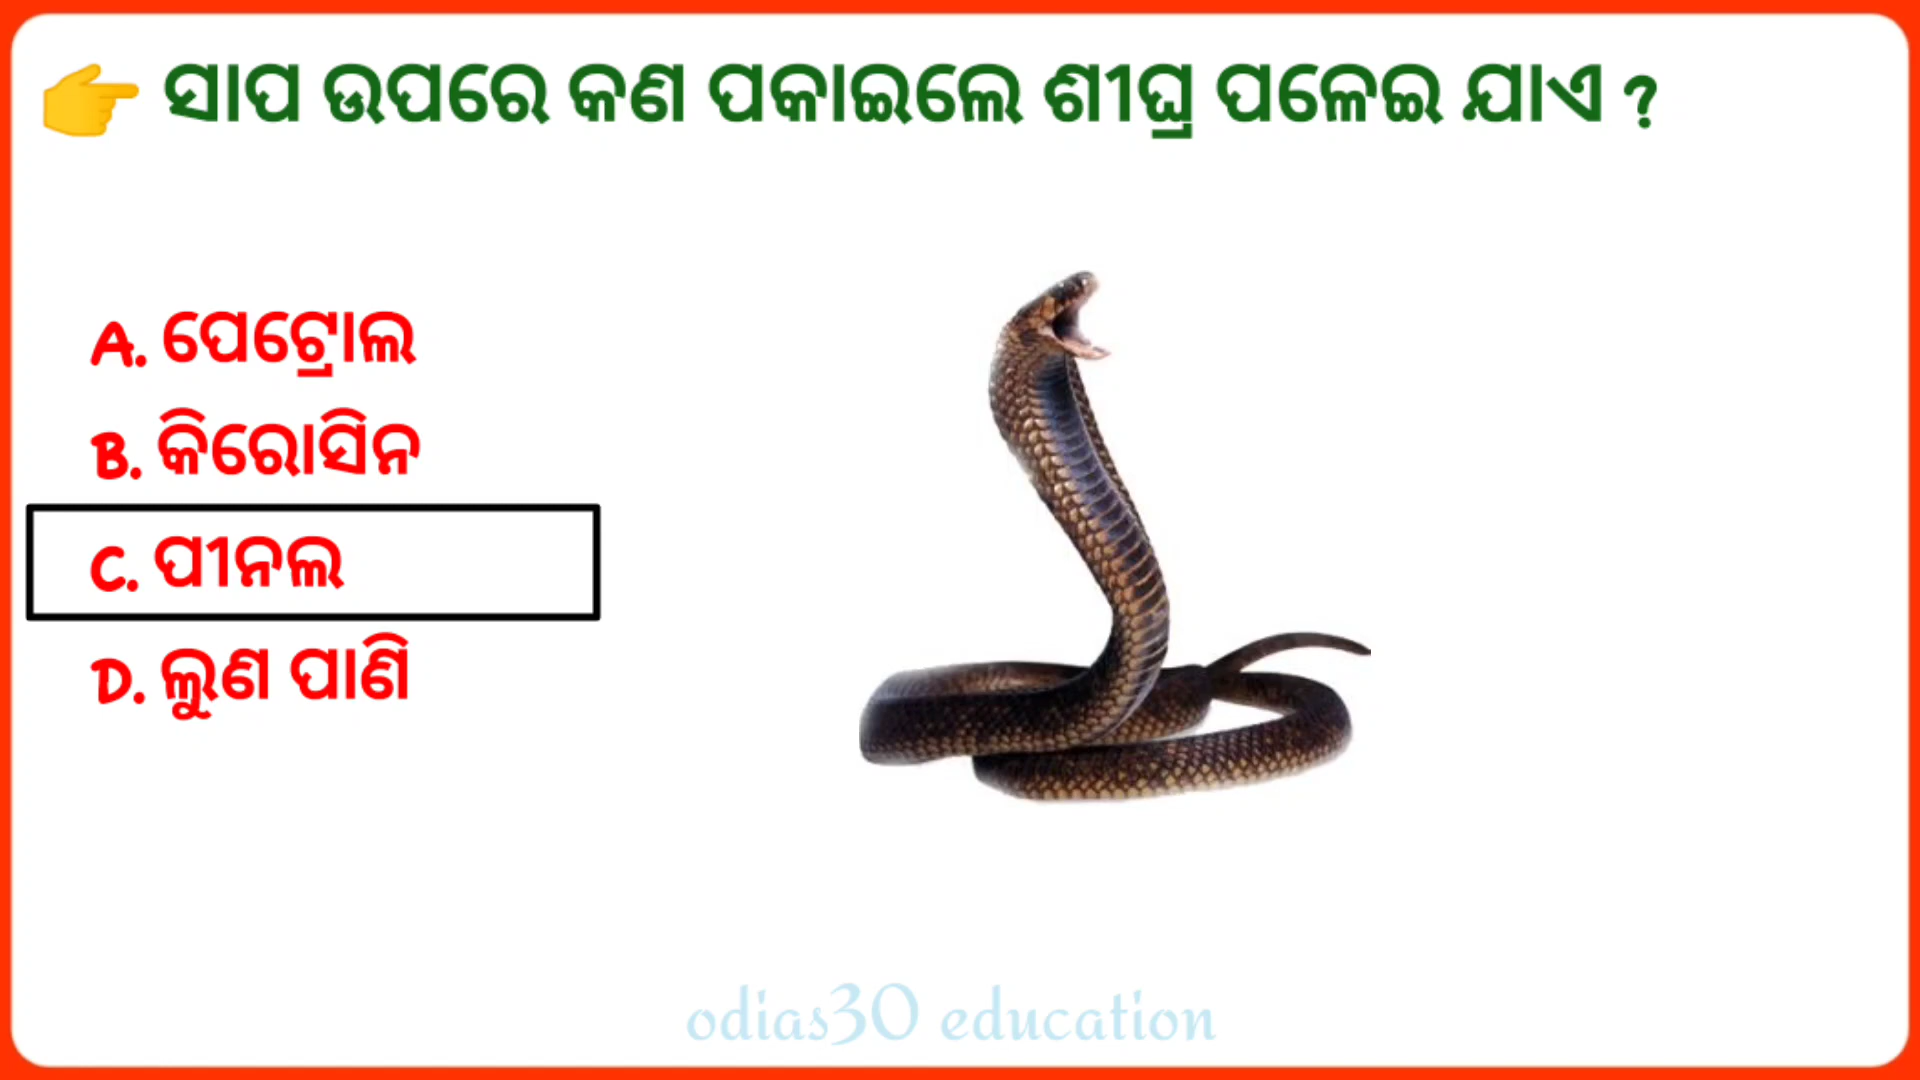 👉 ସାପ ଉପରେ କଣ ପକାଇଲେ ଶୀଘ୍ର ପଳେଇ ଯାଏ ?
A. ପେଟ୍ରୋଲ
B. କିରୋସିନ
C. ପୀନଲ
D. ଲୁଣ ପାଣି
odias30 education